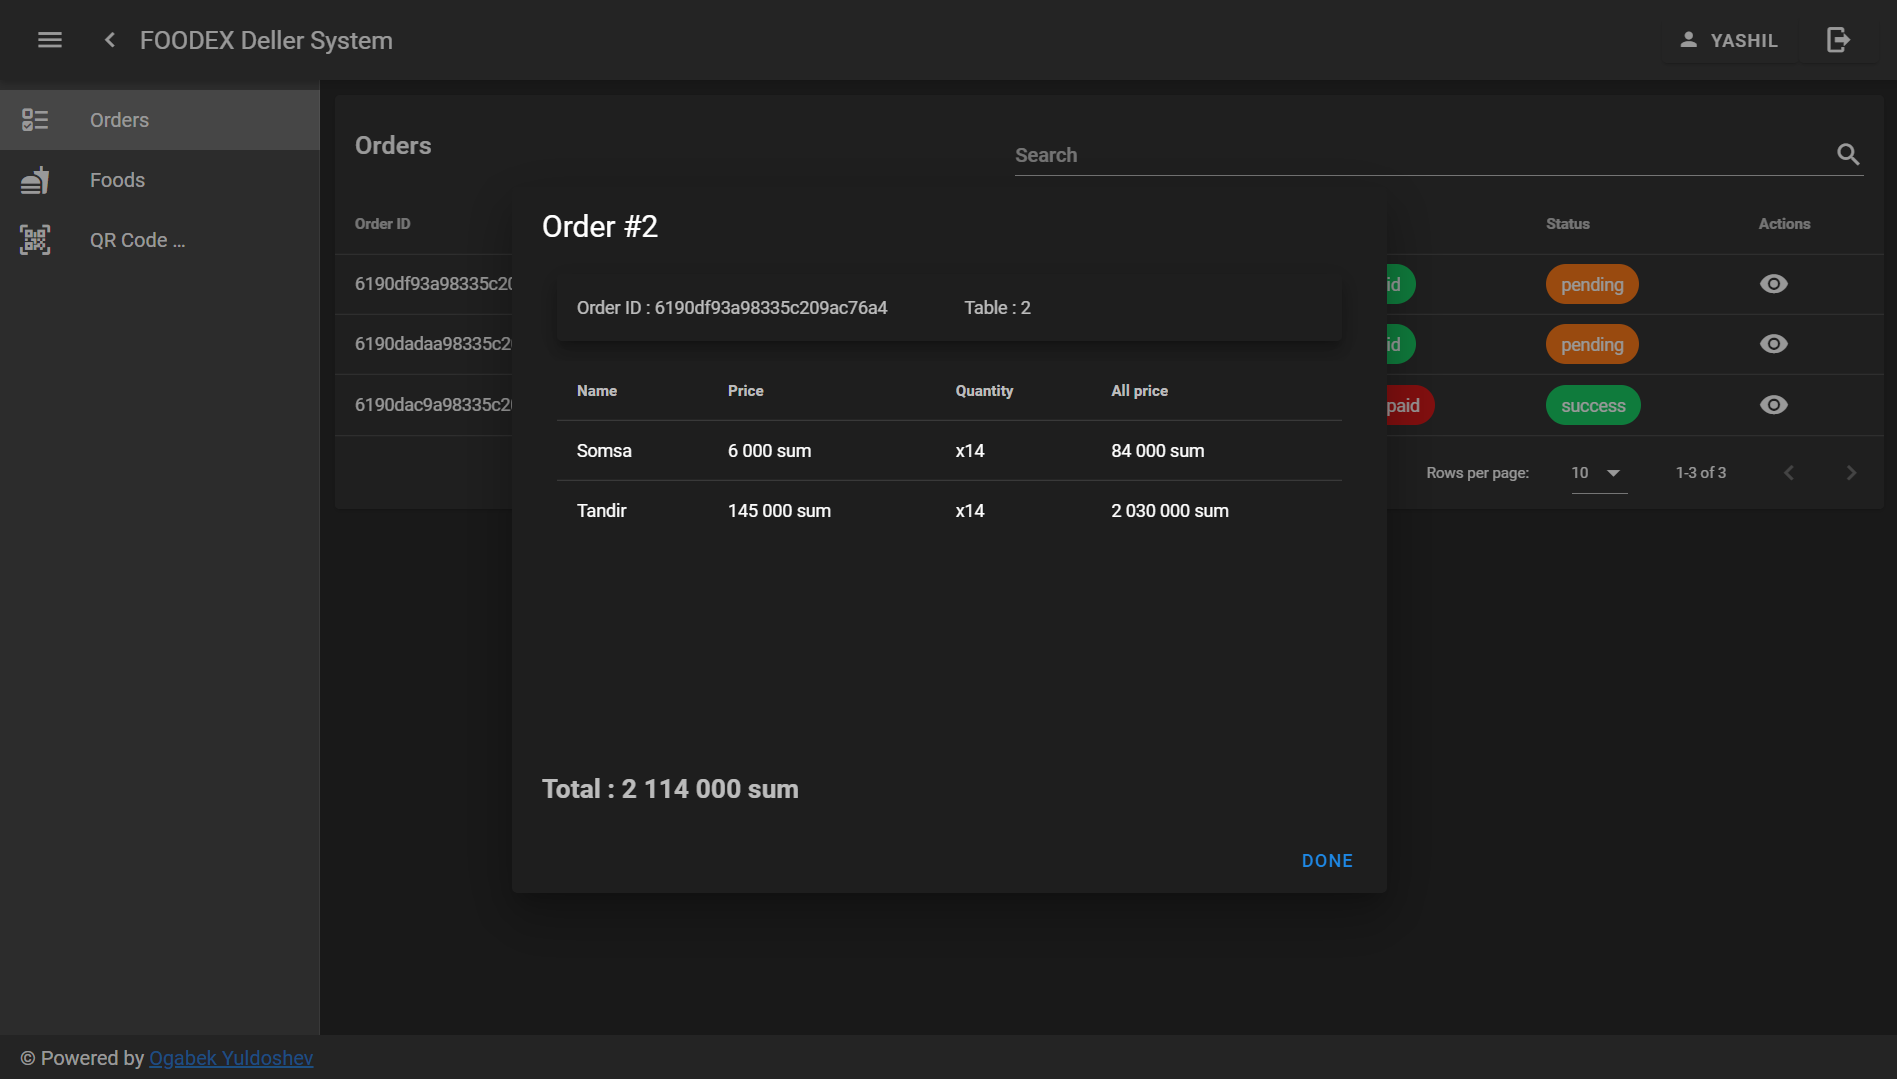 FOODEX Deller System
YASHIL
Orders
Foods
QR Code ...
Orders
Search
Order ID
Status
Actions
6190df93a98335c20
pending
6190dadaa98335c2
pending
6190dac9a98335c2
paid
success
Rows per page:
10
1-3 of 3
Order #2
Order ID : 6190df93a98335c209ac76a4
Table : 2
Name Price Quantity All price
Somsa 6 000 sum x14 84 000 sum
Tandir 145 000 sum x14 2 030 000 sum
Total : 2 114 000 sum
DONE
© Powered by Ogabek Yuldoshev